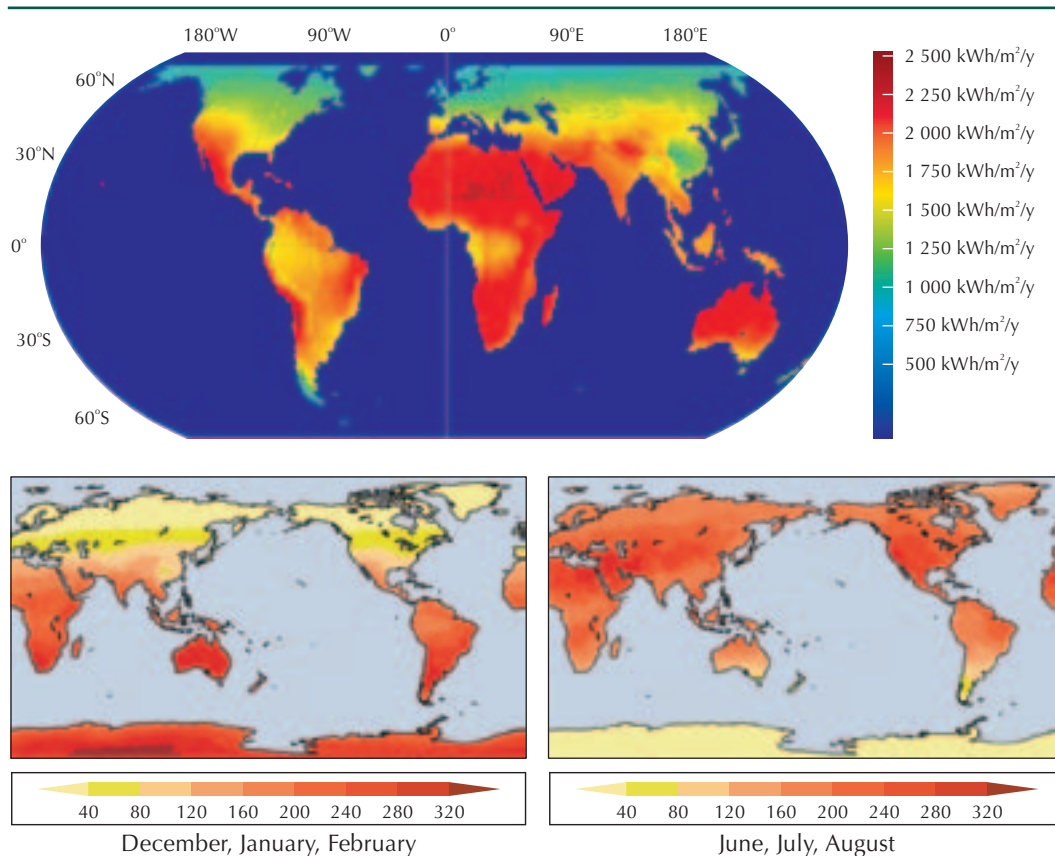 180°W 90°W 0° 90°E 180°E
60°N
30°N
0°
30°S
60°S
2 500 kWh/m²/y
2 250 kWh/m²/y
2 000 kWh/m²/y
1 750 kWh/m²/y
1 500 kWh/m²/y
1 250 kWh/m²/y
1 000 kWh/m²/y
750 kWh/m²/y
500 kWh/m²/y
40 80 120 160 200 240 280 320
December, January, February
40 80 120 160 200 240 280 320
June, July, August